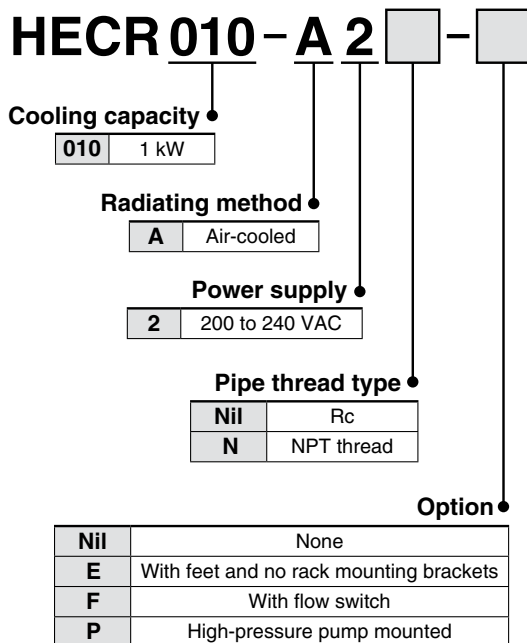 HECR 010 - A 2 -
Cooling capacity
010 1 kW
Radiating method
A Air-cooled
Power supply
2 200 to 240 VAC
Pipe thread type
Nil Rc
N NPT thread
Option
Nil None
E With feet and no rack mounting brackets
F With flow switch
P High-pressure pump mounted